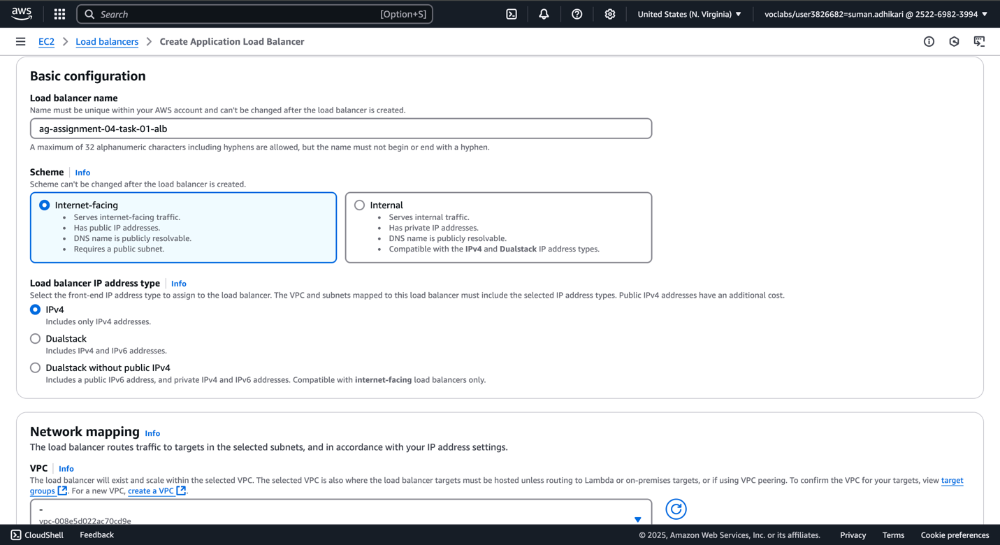 aws
Search [Option+S] United States (N. Virginia) voclabs/user3826682=suman.adhikari @ 2522-6982-3994
EC2 Load balancers Create Application Load Balancer
Basic configuration
Load balancer name
Name must be unique within your AWS account and can't be changed after the load balancer is created.
ag-assignment-04-task-01-alb
A maximum of 32 alphanumeric characters including hyphens are allowed, but the name must not begin or end with a hyphen.
Scheme Info
Scheme can't be changed after the load balancer is created.
Internet-facing
• Serves internet-facing traffic.
• Has public IP addresses.
• DNS name is publicly resolvable.
• Requires a public subnet.
Internal
• Serves internal traffic.
• Has private IP addresses.
• DNS name is publicly resolvable.
• Compatible with the IPv4 and Dualstack IP address types.
Load balancer IP address type Info
Select the front-end IP address type to assign to the load balancer. The VPC and subnets mapped to this load balancer must include the selected IP address types. Public IPv4 addresses have an additional cost.
IPv4
Includes only IPv4 addresses.
Dualstack
Includes IPv4 and IPv6 addresses.
Dualstack without public IPv4
Includes a public IPv6 address, and private IPv4 and IPv6 addresses. Compatible with internet-facing load balancers only.
Network mapping Info
The load balancer routes traffic to targets in the selected subnets, and in accordance with your IP address settings.
VPC Info
The load balancer will exist and scale within the selected VPC. The selected VPC is also where the load balancer targets must be hosted unless routing to Lambda or on-premises targets, or if using VPC peering. To confirm the VPC for your targets, view target
groups. For a new VPC, create a VPC.
-
vpc-008e5d022ac70cd9e
CloudShell Feedback © 2025, Amazon Web Services, Inc. or its affiliates. Privacy Terms Cookie preferences